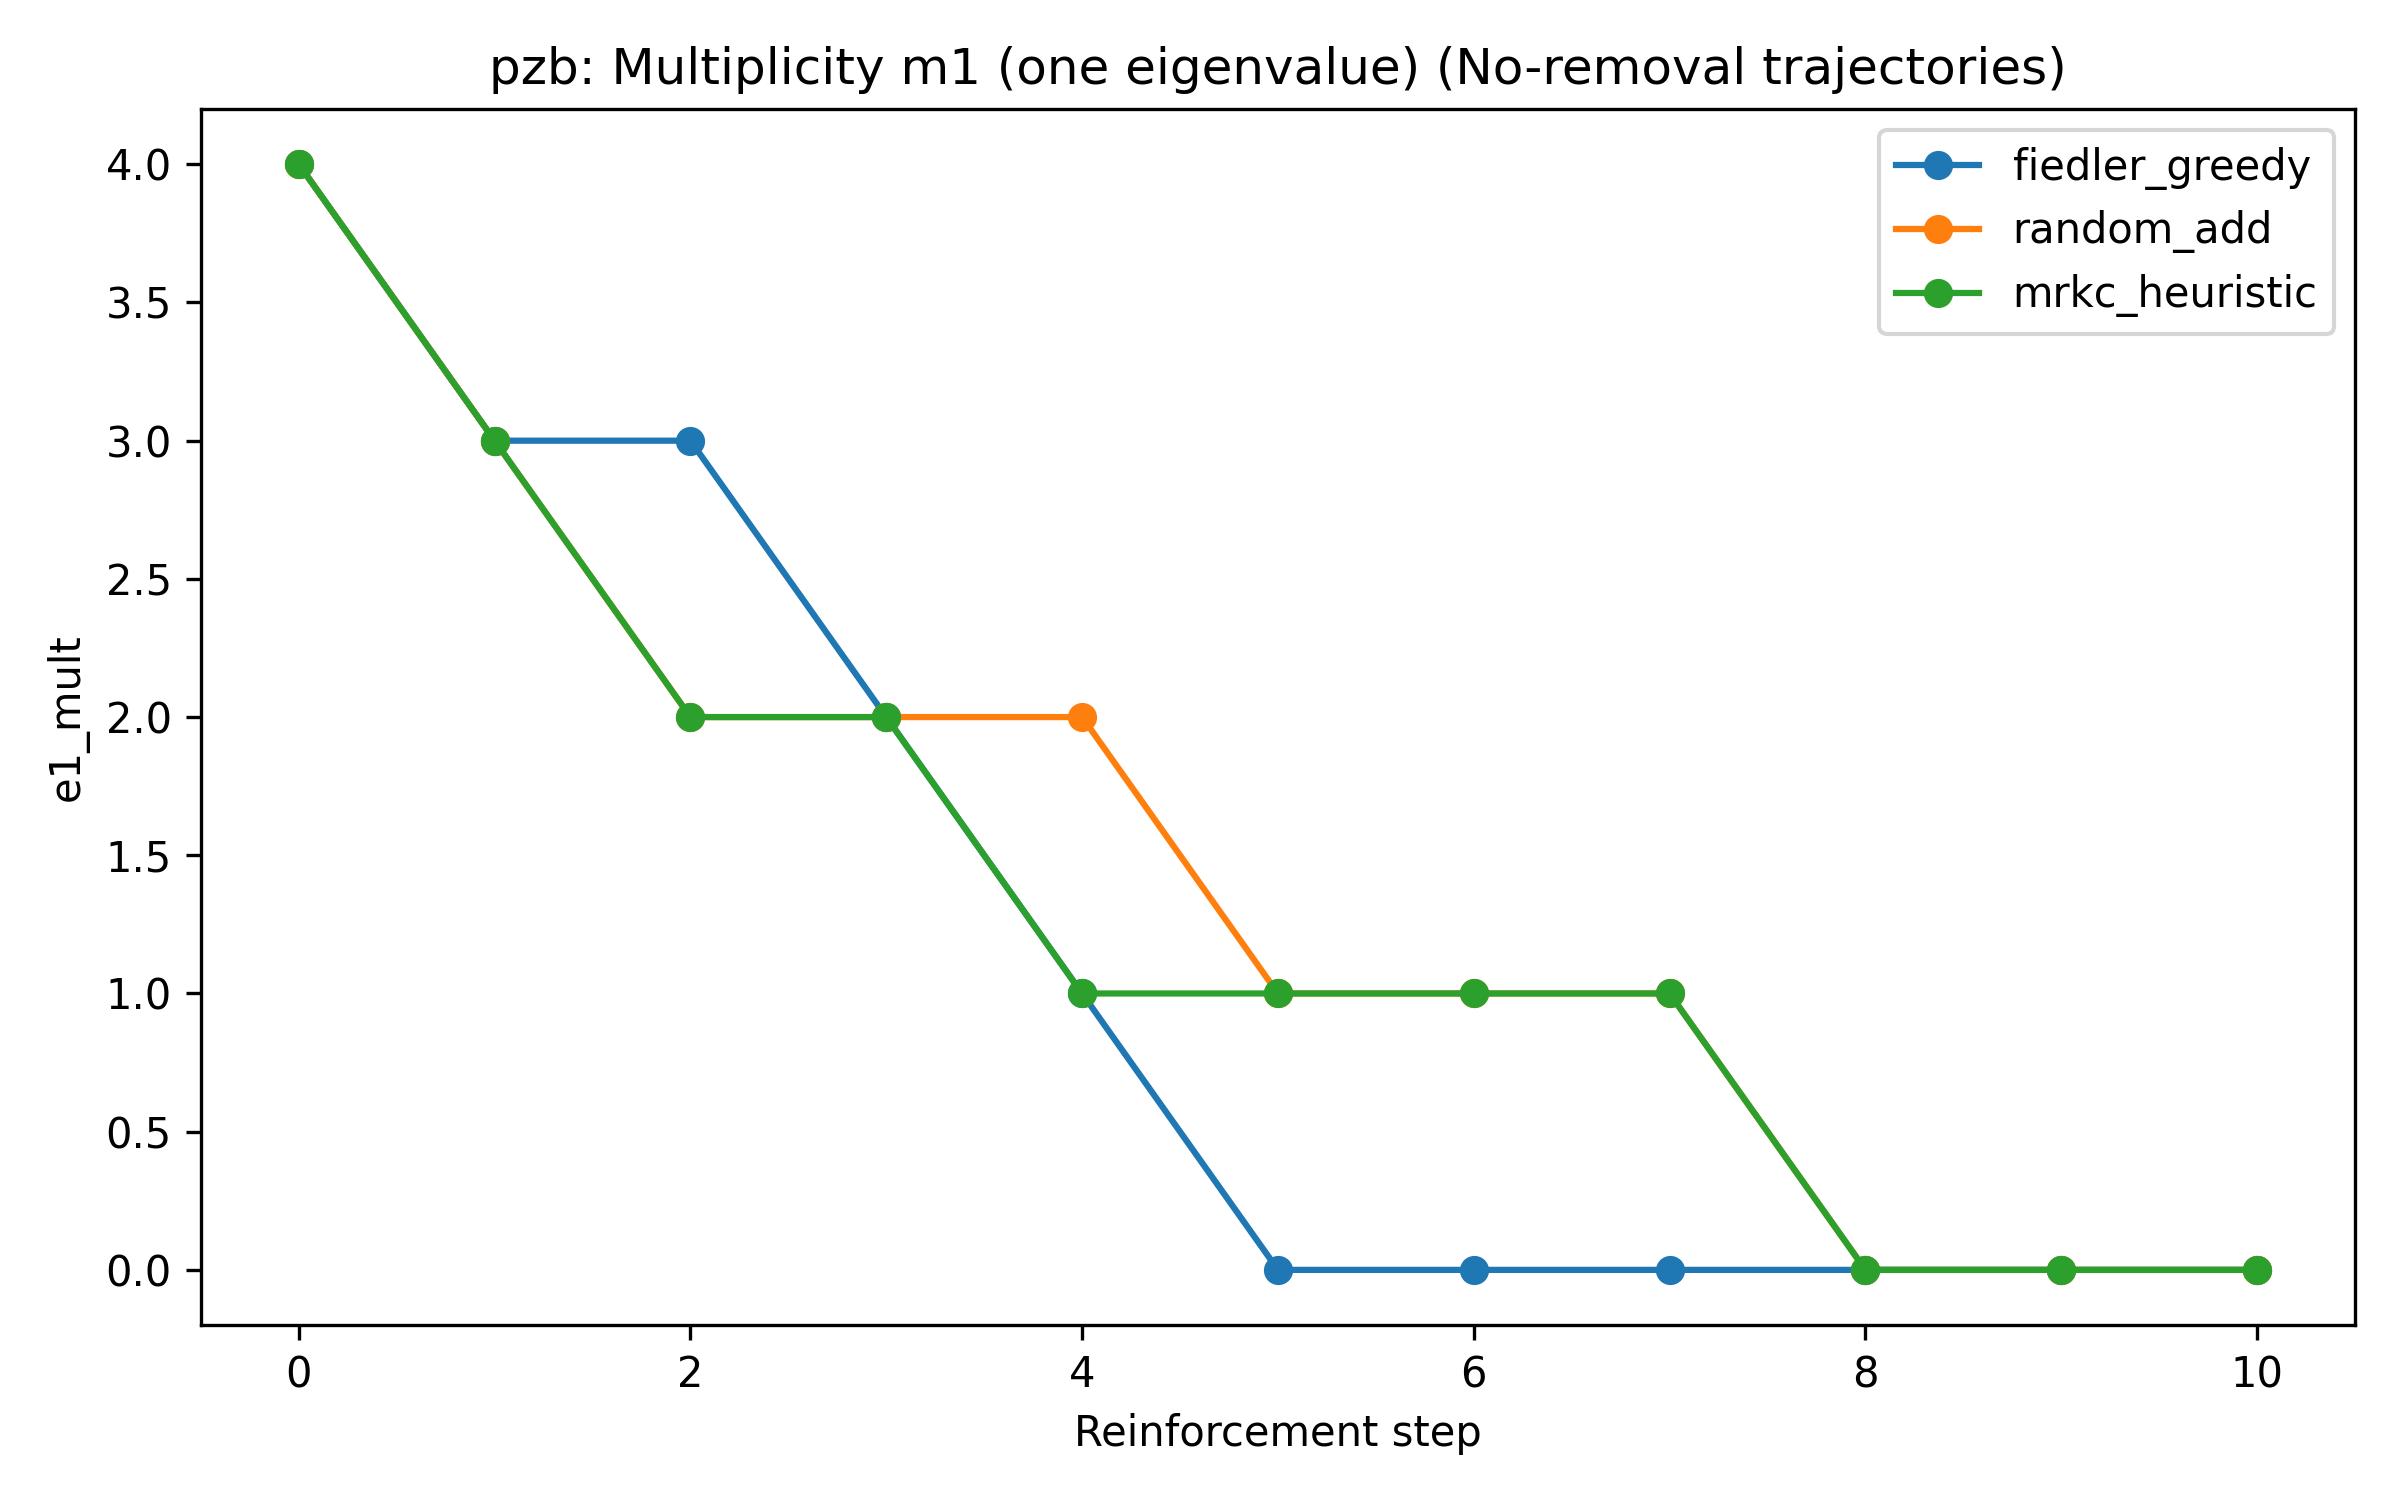 pzb: Multiplicity m1 (one eigenvalue) (No-removal trajectories)
fiedler_greedy
random_add
mrkc_heuristic
4.0
3.5
3.0
2.5
2.0
1.5
1.0
0.5
0.0
e1_mult
0 2 4 6 8 10
Reinforcement step